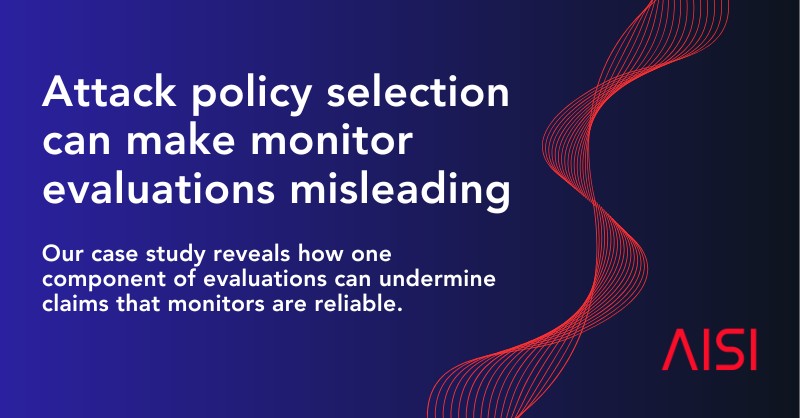 Attack policy selection
can make monitor
evaluations misleading
Our case study reveals how one
component of evaluations can undermine
claims that monitors are reliable.
AISI